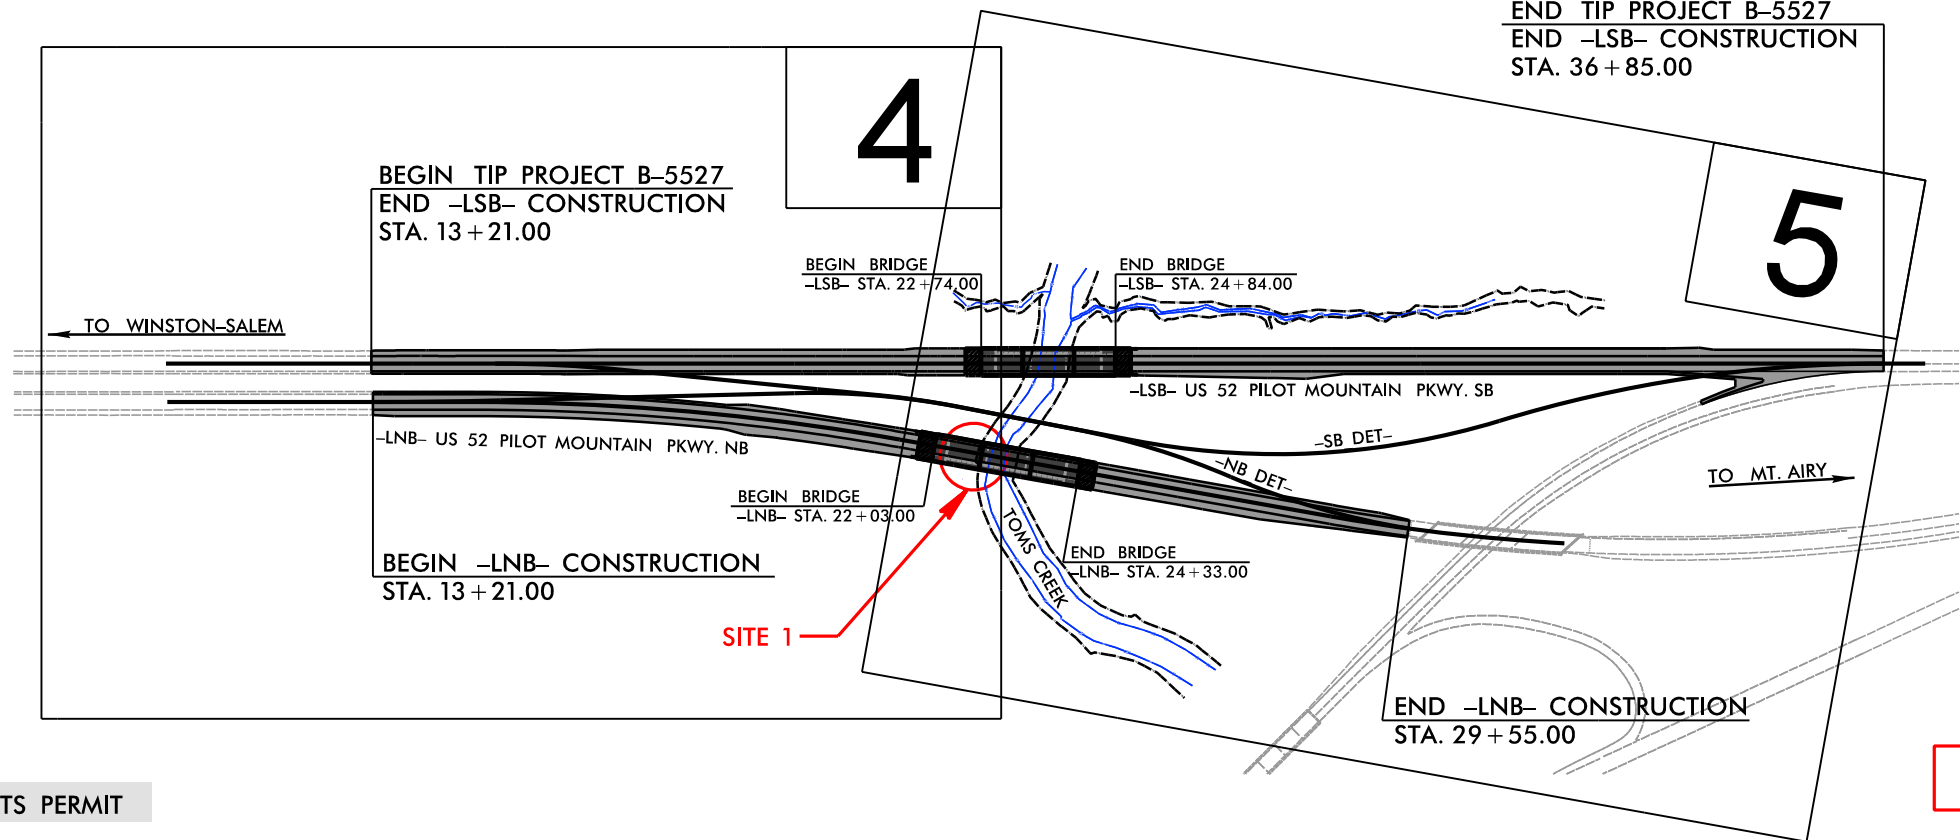 END TIP PROJECT B–5527
END –LSB– CONSTRUCTION
STA. 36+85.00
4
BEGIN TIP PROJECT B–5527
END –LSB– CONSTRUCTION
STA. 13+21.00
5
BEGIN BRIDGE
–LSB– STA. 22+74.00
END BRIDGE
–LSB– STA. 24+84.00
TO WINSTON–SALEM
–LSB– US 52 PILOT MOUNTAIN PKWY. SB
–LNB– US 52 PILOT MOUNTAIN PKWY. NB
–SB DET–
–NB DET–
TO MT. AIRY
BEGIN BRIDGE
–LNB– STA. 22+03.00
TOMS CREEK
END BRIDGE
–LNB– STA. 24+33.00
BEGIN –LNB– CONSTRUCTION
STA. 13+21.00
SITE 1
END –LNB– CONSTRUCTION
STA. 29+55.00
TS PERMIT